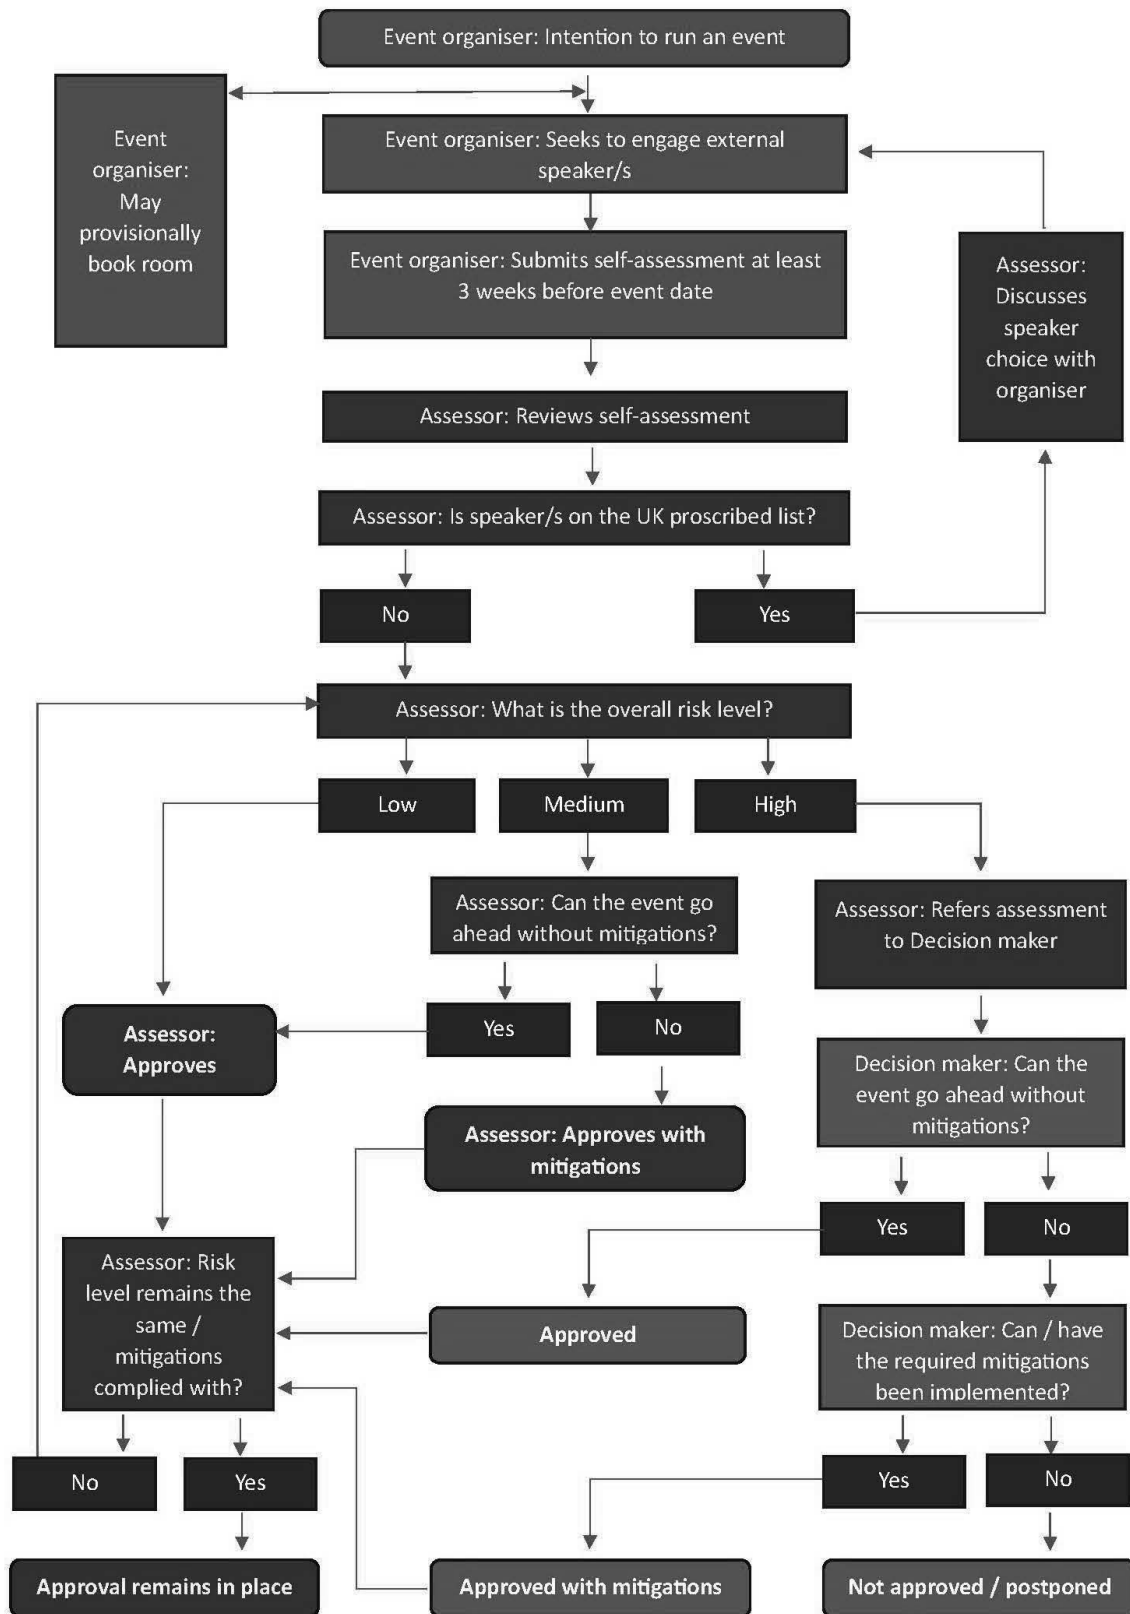 Event organiser: Intention to run an event
Event
organiser:
May
provisionally
book room
Event organiser: Seeks to engage external
speaker/s
Event organiser: Submits self-assessment at least
3 weeks before event date
Assessor:
Discusses
speaker
choice with
organiser
Assessor: Reviews self-assessment
Assessor: Is speaker/s on the UK proscribed list?
No
Yes
Assessor: What is the overall risk level?
Low
Medium
High
Assessor: Can the event go
ahead without mitigations?
Assessor: Refers assessment
to Decision maker
Yes
No
Assessor:
Approves
Decision maker: Can the
event go ahead without
mitigations?
Assessor: Approves with
mitigations
Yes
No
Assessor: Risk
level remains the
same /
mitigations
complied with?
Approved
Decision maker: Can / have
the required mitigations
been implemented?
No
Yes
Yes
No
Approval remains in place
Approved with mitigations
Not approved / postponed